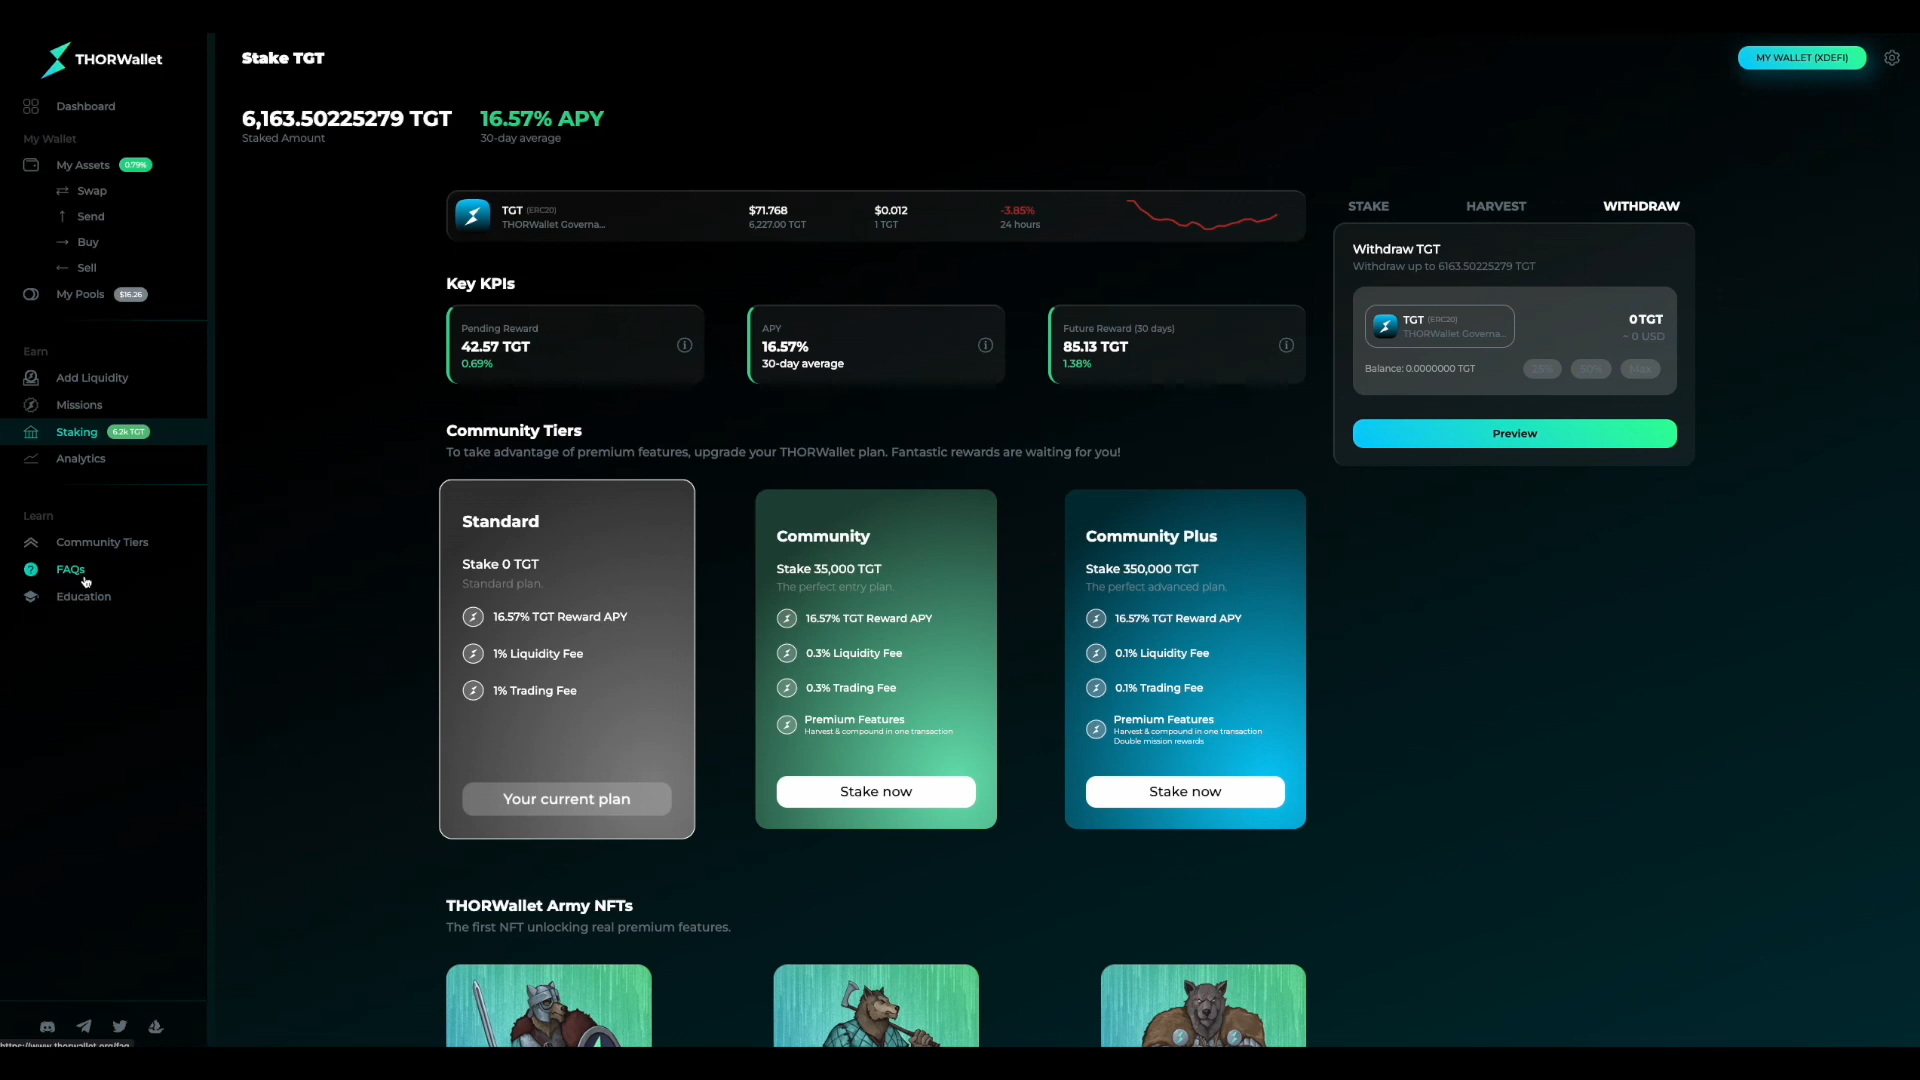 THORWallet
Dashboard
My Wallet
My Assets 0.79%
Swap
Send
Buy
Sell
My Pools $16.26
Earn
Add Liquidity
Missions
Staking 6.2k TGT
Analytics
Learn
Community Tiers
FAQs
Education
https://www.thorwallet.org/faq
Stake TGT
MY WALLET (XDEFI)
6,163.50225279 TGT
Staked Amount
16.57% APY
30-day average
TGT (ERC20)
THORWallet Governa...
$71.768
6,227.00 TGT
$0.012
1 TGT
-3.85%
24 hours
Key KPIs
Pending Reward
42.57 TGT
0.69%
APY
16.57%
30-day average
Future Reward (30 days)
85.13 TGT
1.38%
Community Tiers
To take advantage of premium features, upgrade your THORWallet plan. Fantastic rewards are waiting for you!
Standard
Stake 0 TGT
Standard plan.
16.57% TGT Reward APY
1% Liquidity Fee
1% Trading Fee
Your current plan
Community
Stake 35,000 TGT
The perfect entry plan.
16.57% TGT Reward APY
0.3% Liquidity Fee
0.3% Trading Fee
Premium Features
Harvest & compound in one transaction
Stake now
Community Plus
Stake 350,000 TGT
The perfect advanced plan.
16.57% TGT Reward APY
0.1% Liquidity Fee
0.1% Trading Fee
Premium Features
Harvest & compound in one transaction
Double mission rewards
Stake now
THORWallet Army NFTs
The first NFT unlocking real premium features.
STAKE
HARVEST
WITHDRAW
Withdraw TGT
Withdraw up to 6163.50225279 TGT
TGT (ERC20)
THORWallet Governa...
0 TGT
~ 0 USD
Balance: 0.0000000 TGT
25%
50%
Max
Preview